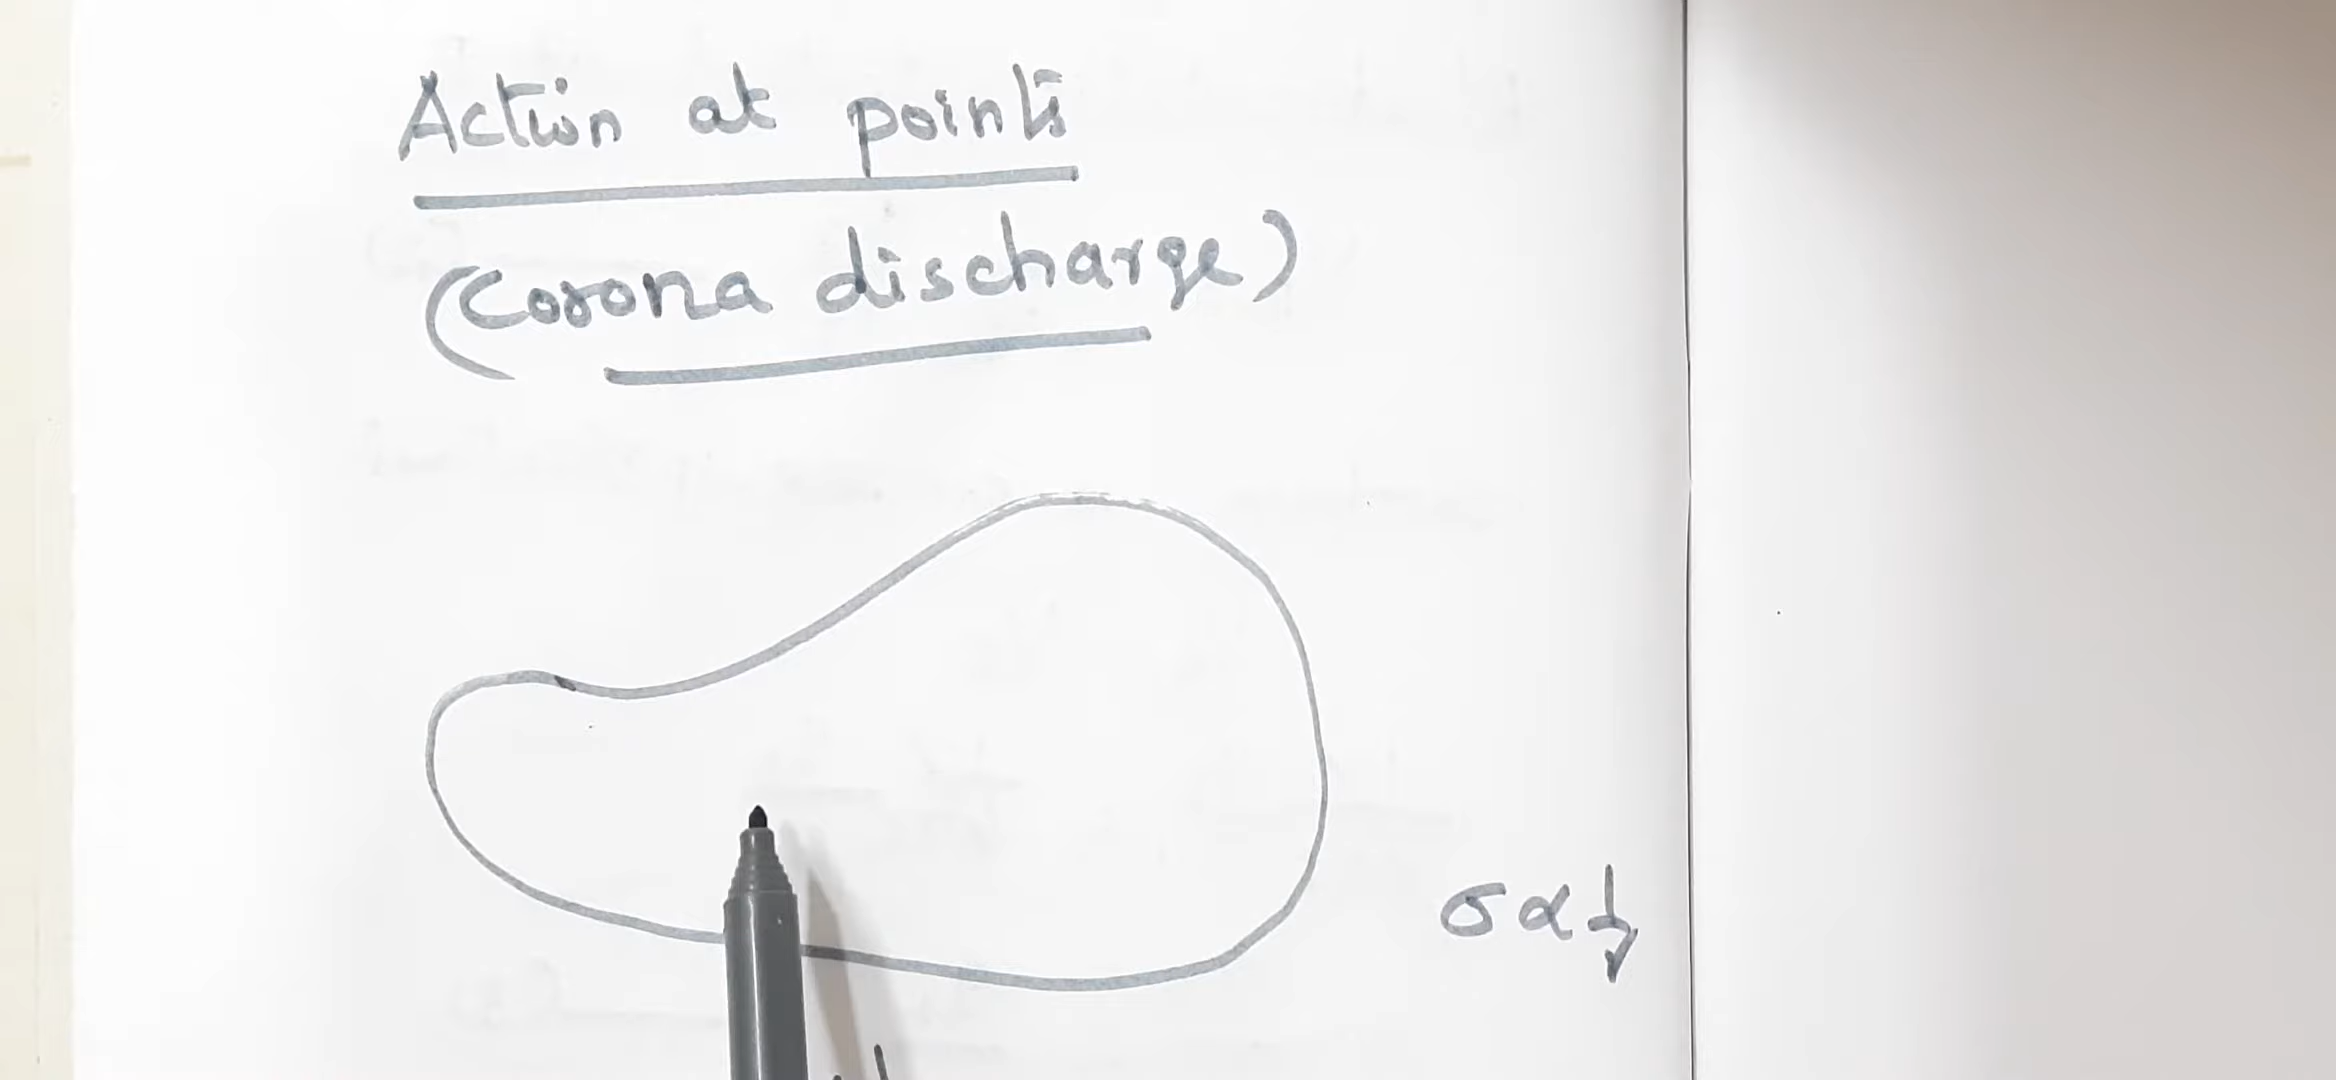 Action at points
(Corona discharge)
σ α 1/r